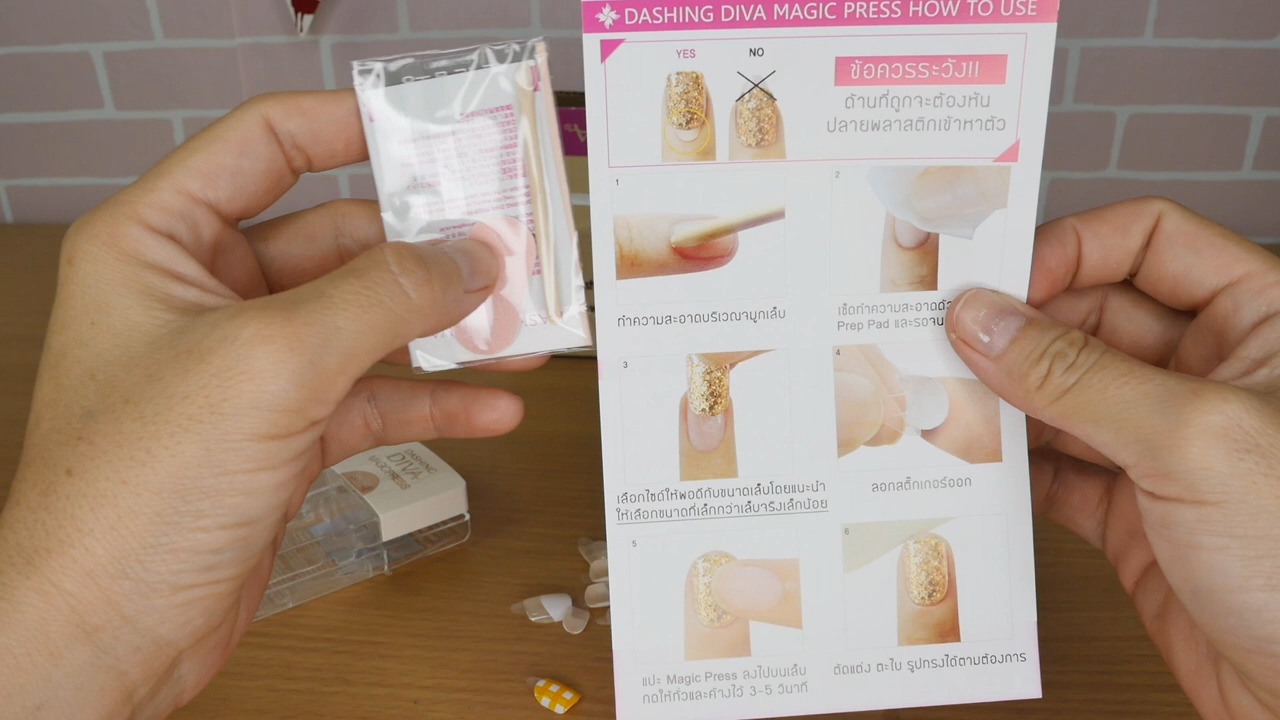 DASHING DIVA MAGIC PRESS HOW TO USE
YES
NO
ข้อควรระวัง!!
ด้านที่ถูกจะต้องหัน
ปลายพลาสติกเข้าหาตัว
1
ทำความสะอาดบริเวณจมูกเล็บ
2
เช็ดทำความสะอาดด้วย
Prep Pad และรอจน
3
เลือกไซด์ให้พอดีกับขนาดเล็บโดยแนะนำ
ให้เลือกขนาดที่เล็กกว่าเล็บจริงเล็กน้อย
4
ลอกสติ๊กเกอร์ออก
5
แปะ Magic Press ลงไปบนเล็บ
กดให้ทั่วและค้างไว้ 3-5 วินาที
6
ตัดแต่ง ตะไบ รูปทรงได้ตามต้องการ
DASHING
DIVA
MAGICPRESS